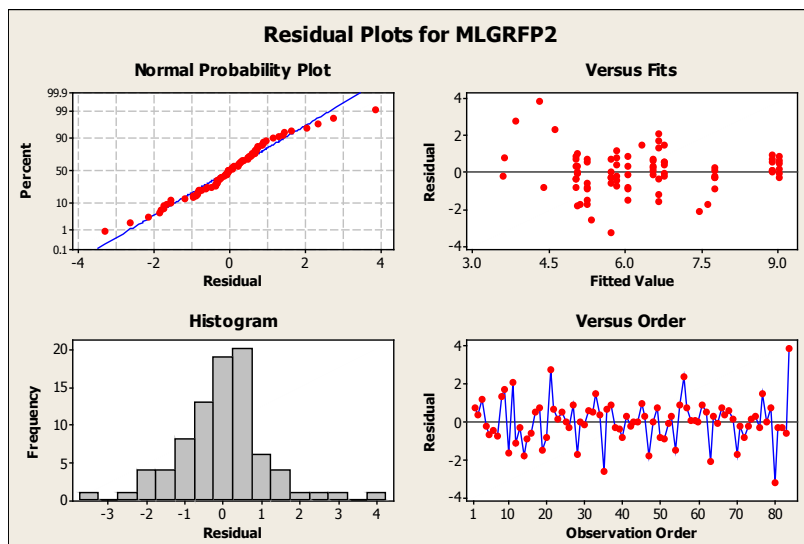 Residual Plots for MLGRFP2
Normal Probability Plot
99.9
99
90
50
10
1
0.1
Percent
-4 -2 0 2 4
Residual
Versus Fits
4
2
0
-2
-4
Residual
3.0 4.5 6.0 7.5 9.0
Fitted Value
Histogram
20
15
10
5
0
Frequency
-3 -2 -1 0 1 2 3 4
Residual
Versus Order
4
2
0
-2
-4
Residual
1 10 20 30 40 50 60 70 80
Observation Order